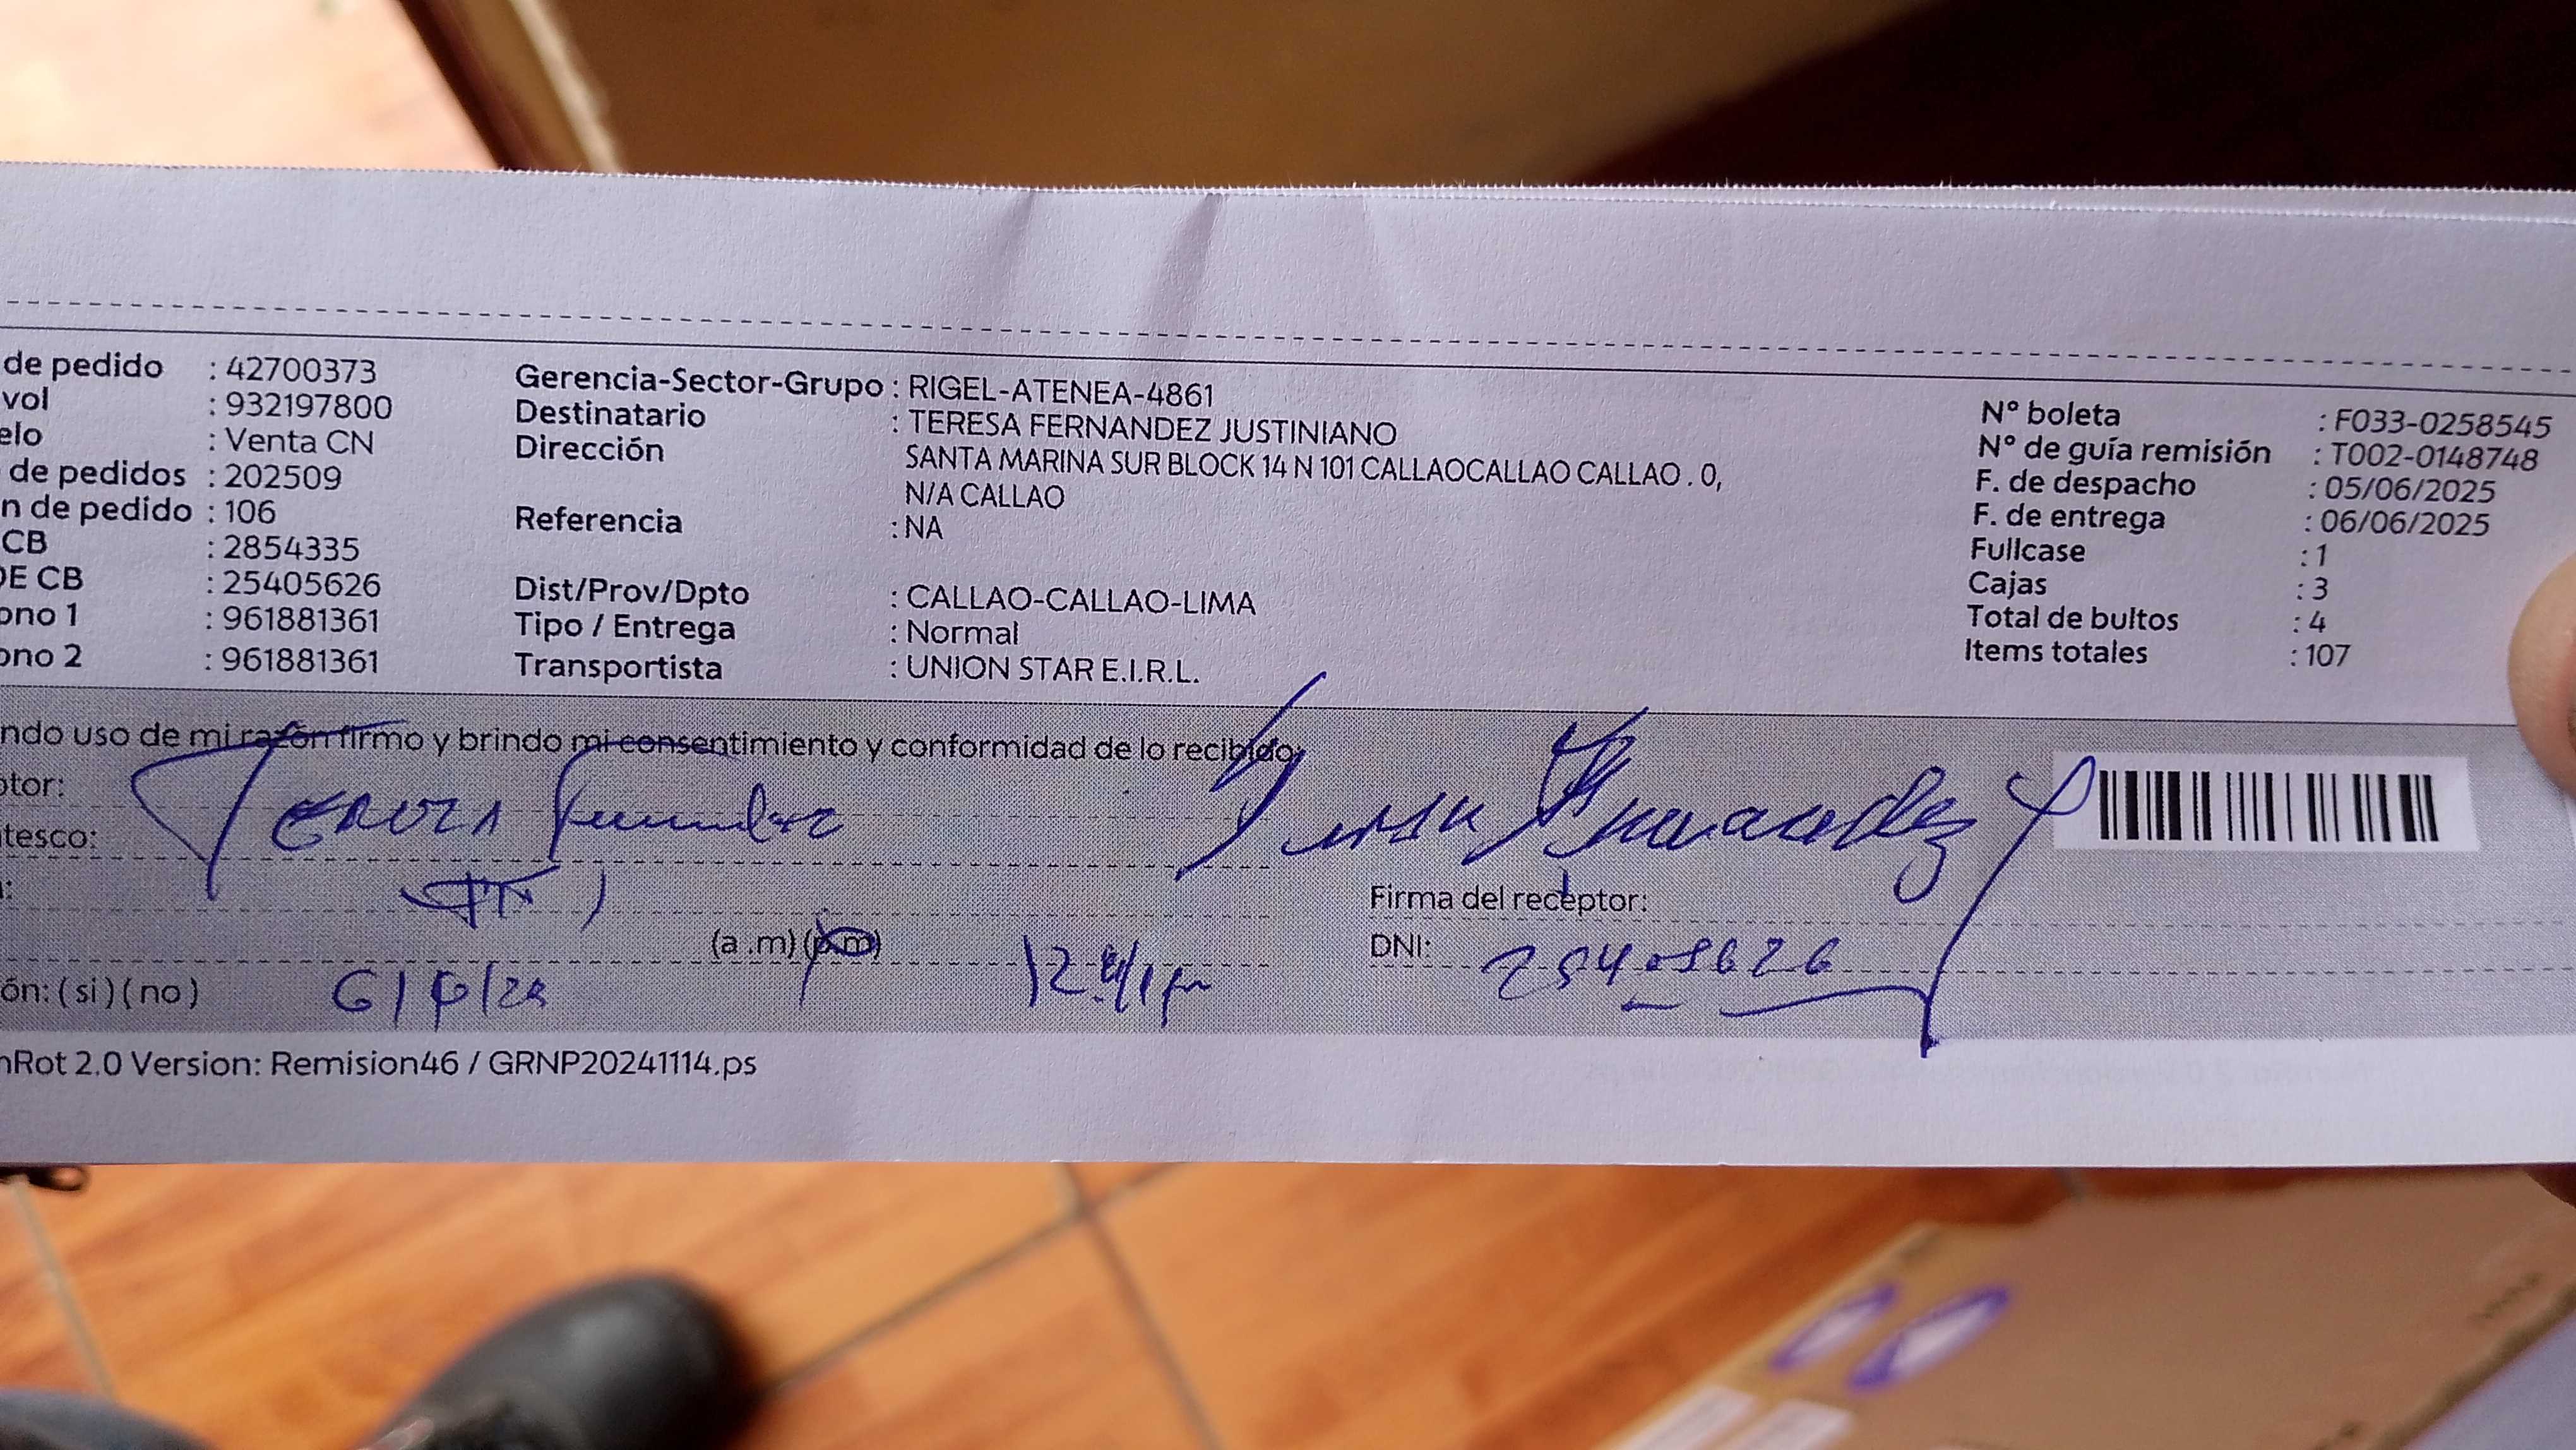 de pedido : 42700373
vol : 932197800
elo : Venta CN
de pedidos : 202509
n de pedido : 106
CB : 2854335
DE CB : 25405626
ono 1 : 961881361
ono 2 : 961881361
Gerencia-Sector-Grupo : RIGEL-ATENEA-4861
Destinatario : TERESA FERNANDEZ JUSTINIANO
Dirección SANTA MARINA SUR BLOCK 14 N 101 CALLAOCALLAO CALLAO . 0,
N/A CALLAO
Referencia : NA
Dist/Prov/Dpto : CALLAO-CALLAO-LIMA
Tipo / Entrega : Normal
Transportista : UNION STAR E.I.R.L.
N° boleta : F033-0258545
N° de guía remisión : T002-0148748
F. de despacho : 05/06/2025
F. de entrega : 06/06/2025
Fullcase : 1
Cajas : 3
Total de bultos : 4
Items totales : 107
ndo uso de mi razón firmo y brindo mi consentimiento y conformidad de lo recibido:
ptor:
tesco:
Teresa Fernandez
Teresa Fernandez
Firma del receptor:
(a .m) (p.m)
DNI:
ón: ( si ) ( no )
nRot 2.0 Version: Remision46 / GRNP20241114.ps